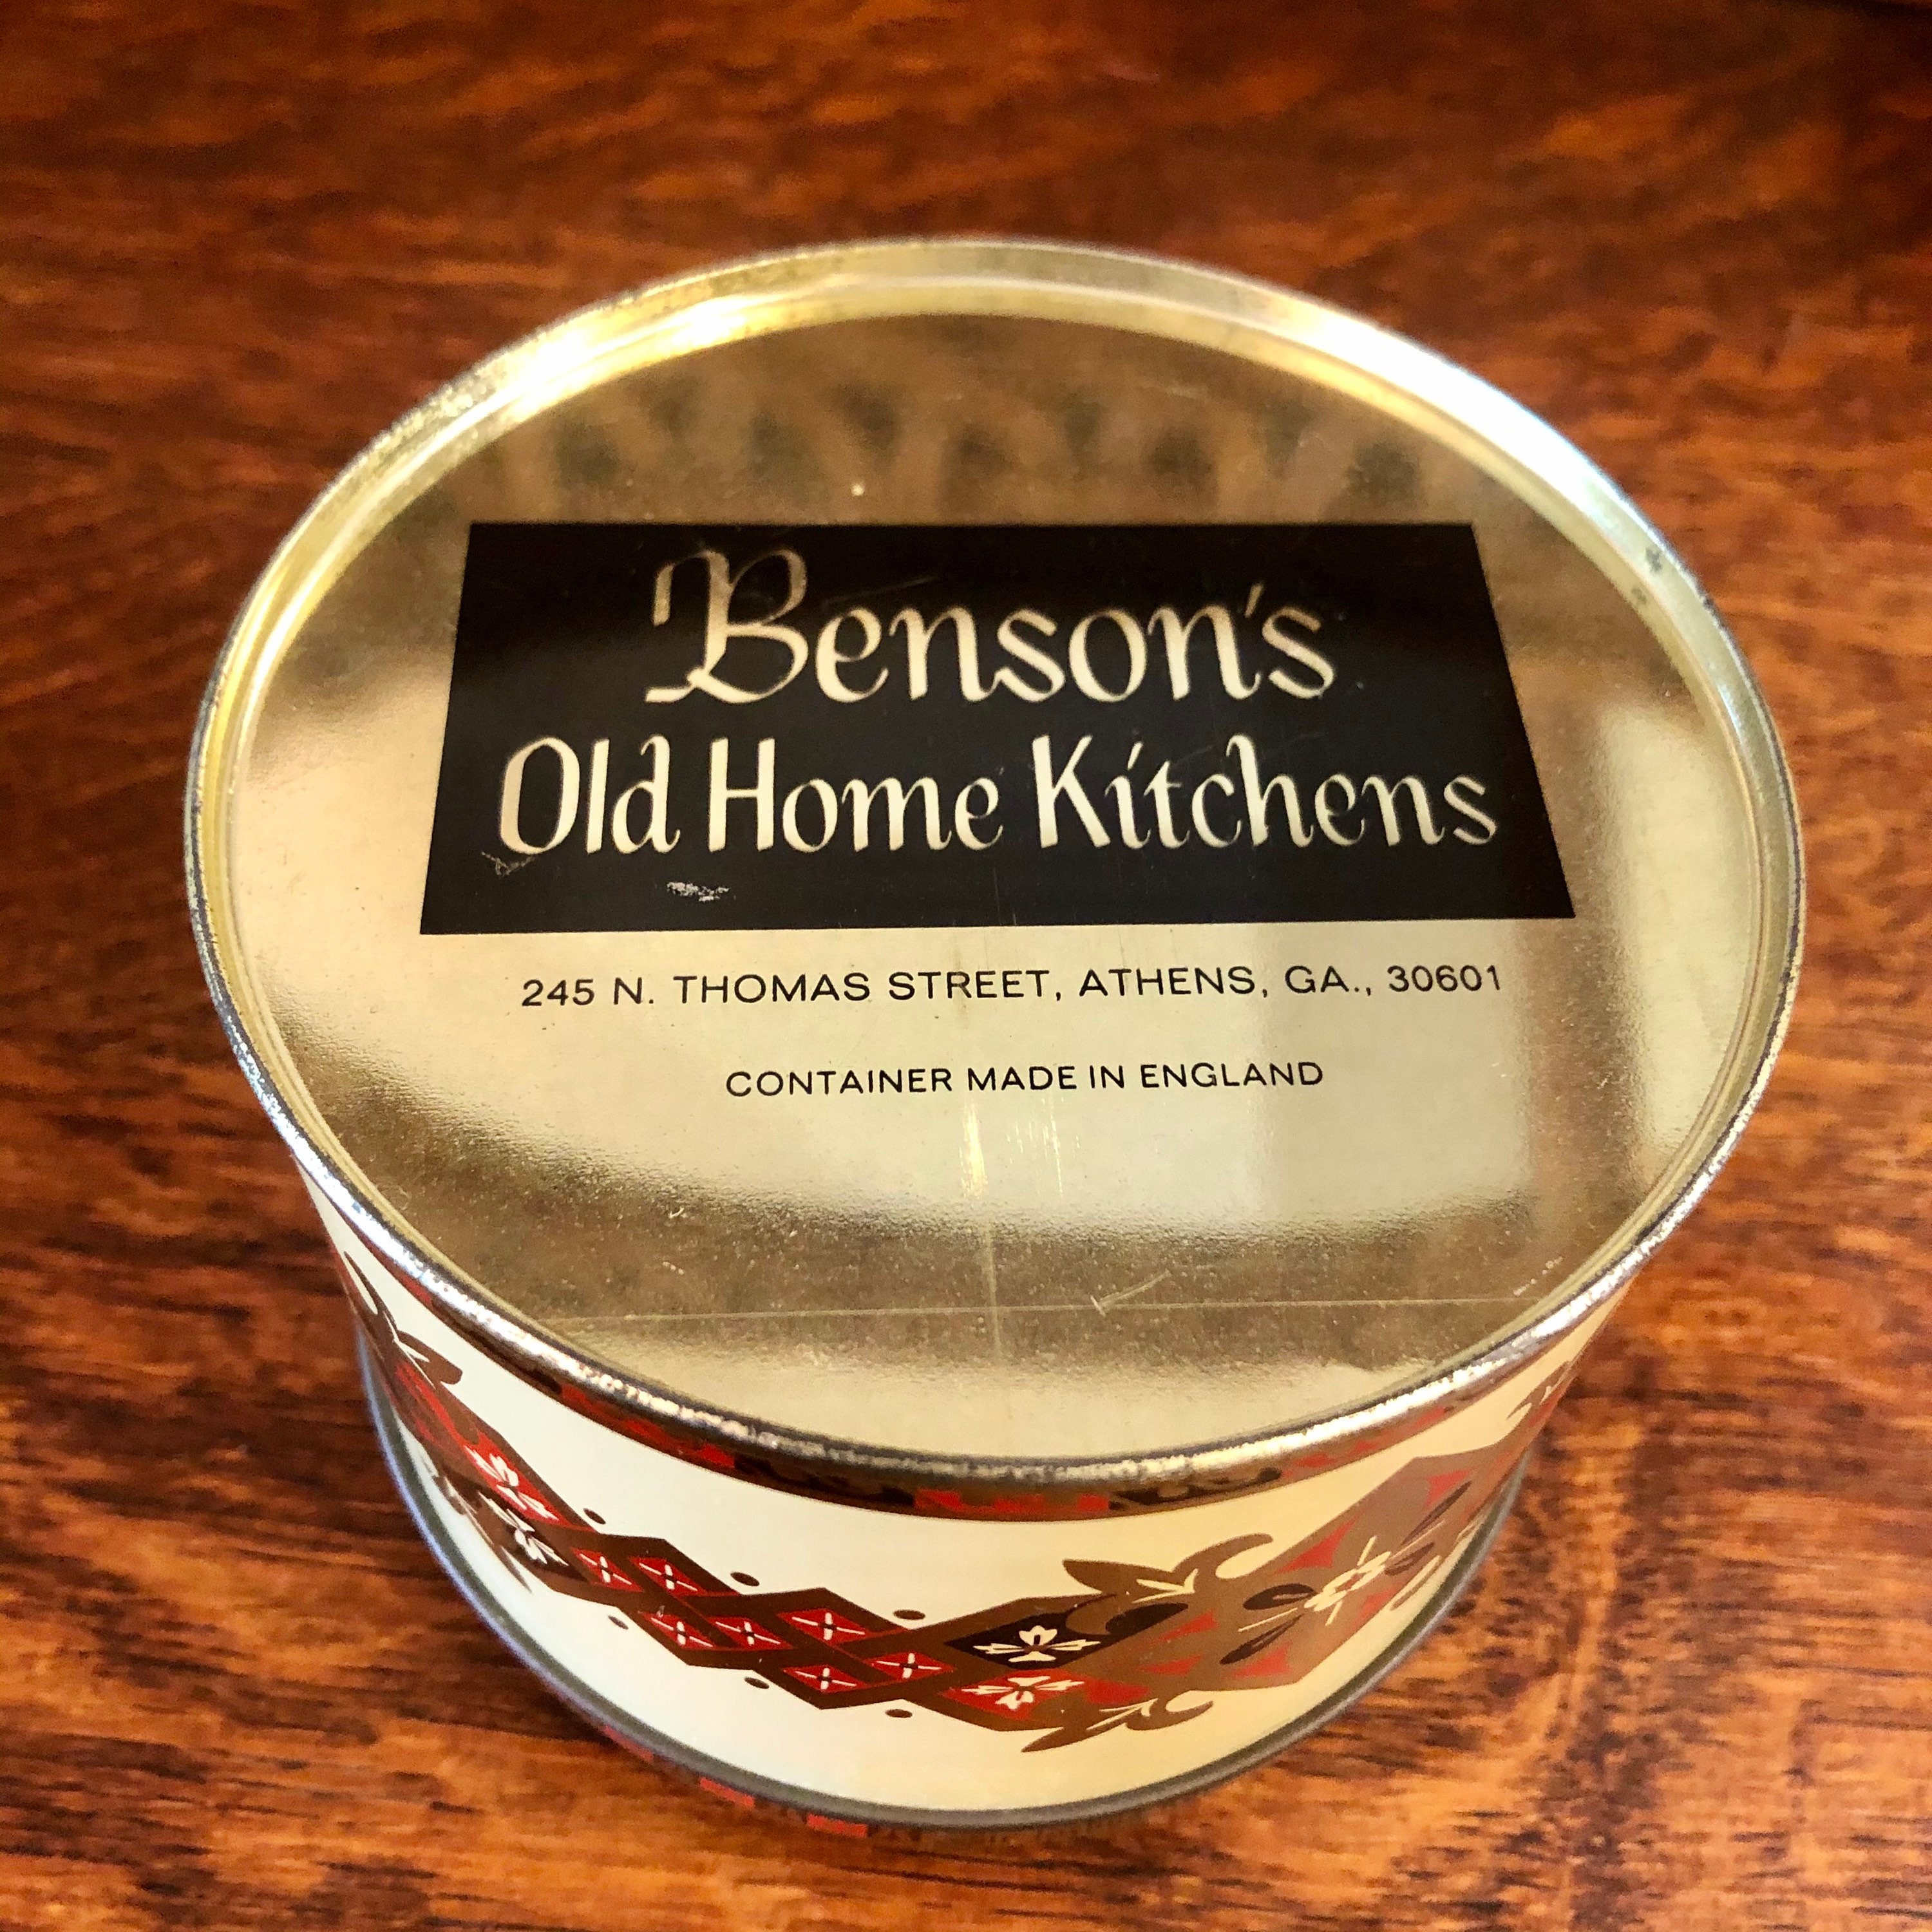 Benson's
Old Home Kitchens
245 N. THOMAS STREET, ATHENS, GA., 30601
CONTAINER MADE IN ENGLAND